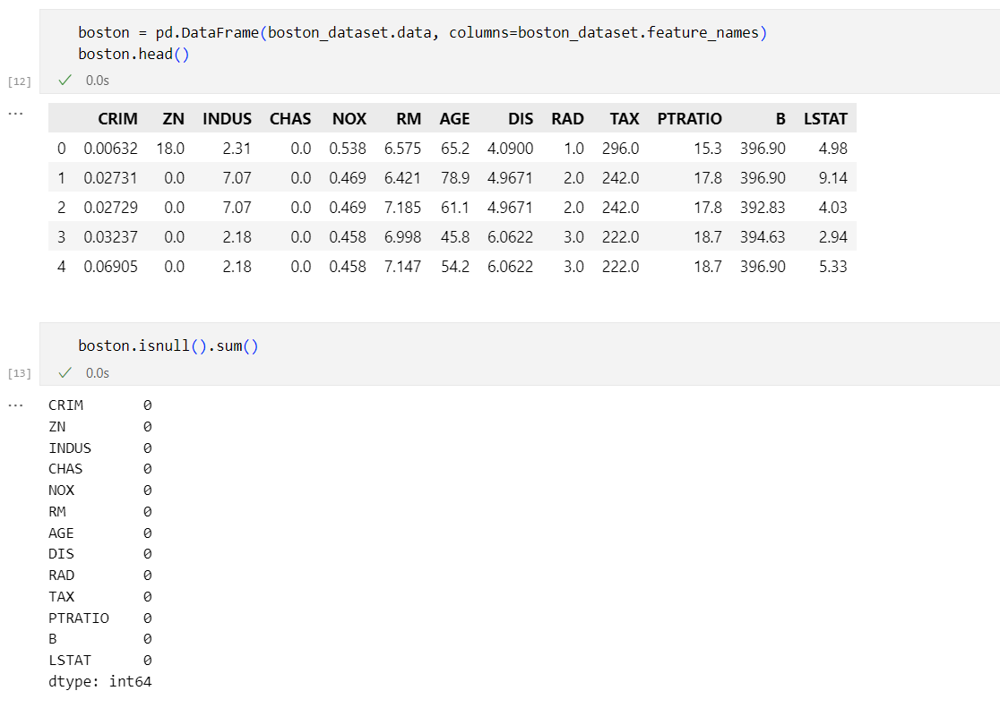 boston = pd.DataFrame(boston_dataset.data, columns=boston_dataset.feature_names)
boston.head()
[12] ✓ 0.0s
...
CRIM ZN INDUS CHAS NOX RM AGE DIS RAD TAX PTRATIO B LSTAT
0 0.00632 18.0 2.31 0.0 0.538 6.575 65.2 4.0900 1.0 296.0 15.3 396.90 4.98
1 0.02731 0.0 7.07 0.0 0.469 6.421 78.9 4.9671 2.0 242.0 17.8 396.90 9.14
2 0.02729 0.0 7.07 0.0 0.469 7.185 61.1 4.9671 2.0 242.0 17.8 392.83 4.03
3 0.03237 0.0 2.18 0.0 0.458 6.998 45.8 6.0622 3.0 222.0 18.7 394.63 2.94
4 0.06905 0.0 2.18 0.0 0.458 7.147 54.2 6.0622 3.0 222.0 18.7 396.90 5.33
boston.isnull().sum()
[13] ✓ 0.0s
...
CRIM 0
ZN 0
INDUS 0
CHAS 0
NOX 0
RM 0
AGE 0
DIS 0
RAD 0
TAX 0
PTRATIO 0
B 0
LSTAT 0
dtype: int64